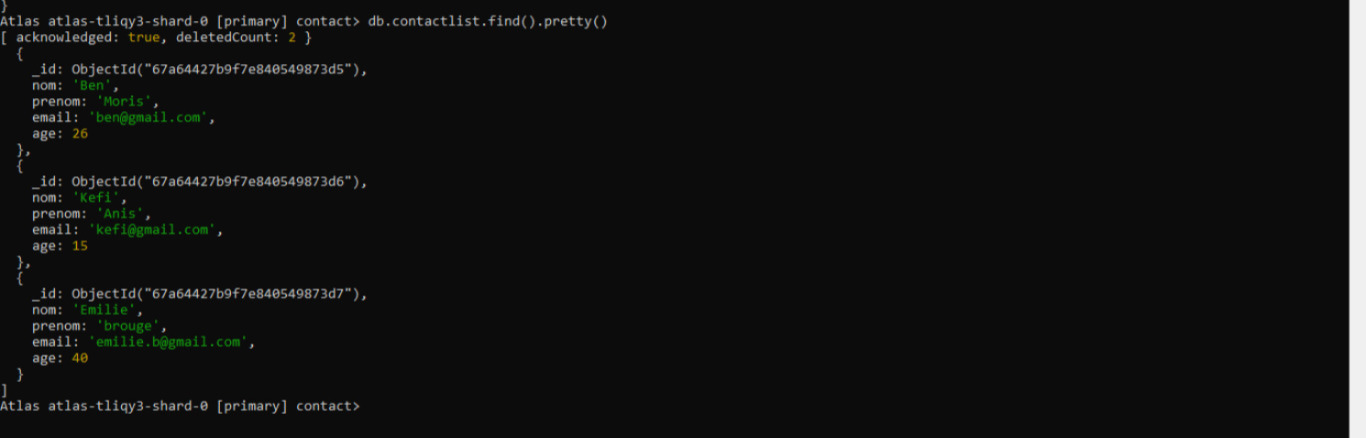 }
Atlas atlas-tliqy3-shard-0 [primary] contact> db.contactlist.find().pretty()
[ acknowledged: true, deletedCount: 2 }
  {
    _id: ObjectId("67a64427b9f7e840549873d5"),
    nom: 'Ben',
    prenom: 'Moris',
    email: 'ben@gmail.com',
    age: 26
  },
  {
    _id: ObjectId("67a64427b9f7e840549873d6"),
    nom: 'Kefi',
    prenom: 'Anis',
    email: 'kefi@gmail.com',
    age: 15
  },
  {
    _id: ObjectId("67a64427b9f7e840549873d7"),
    nom: 'Emilie',
    prenom: 'brouge',
    email: 'emilie.b@gmail.com',
    age: 40
  }
]
Atlas atlas-tliqy3-shard-0 [primary] contact>